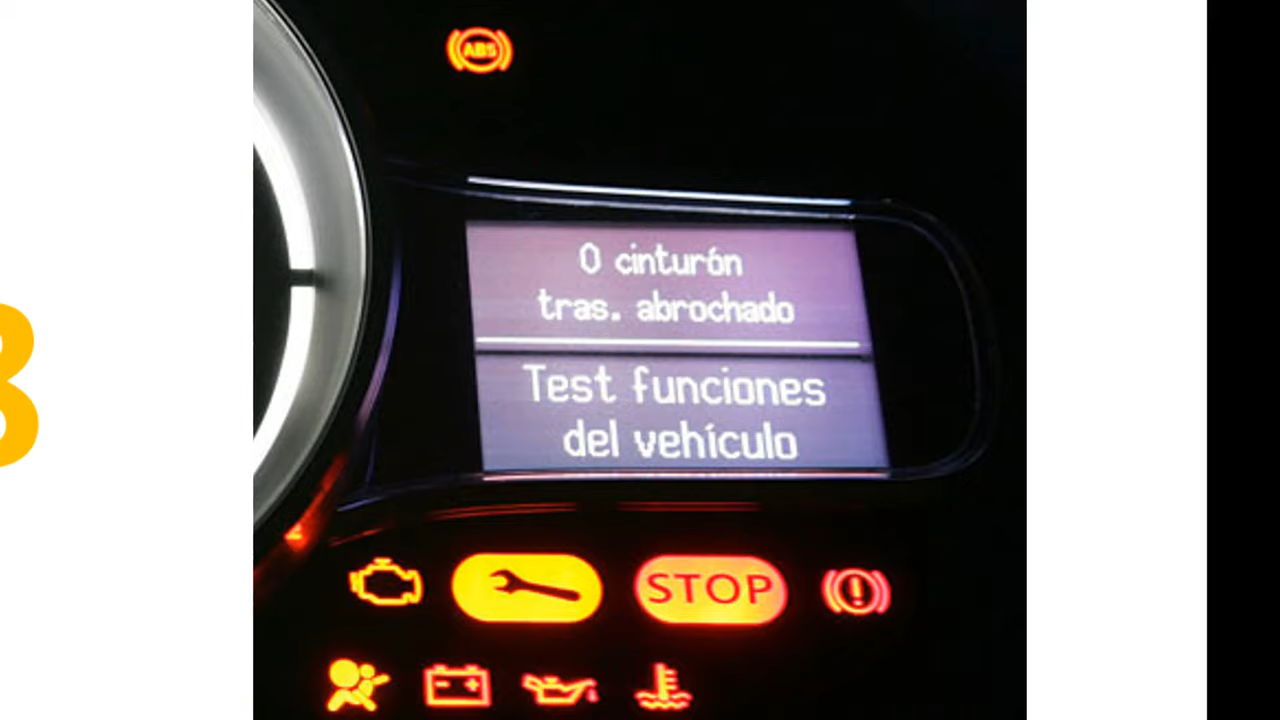 ABS
0 cinturón
tras. abrochado
Test funciones
del vehículo
STOP